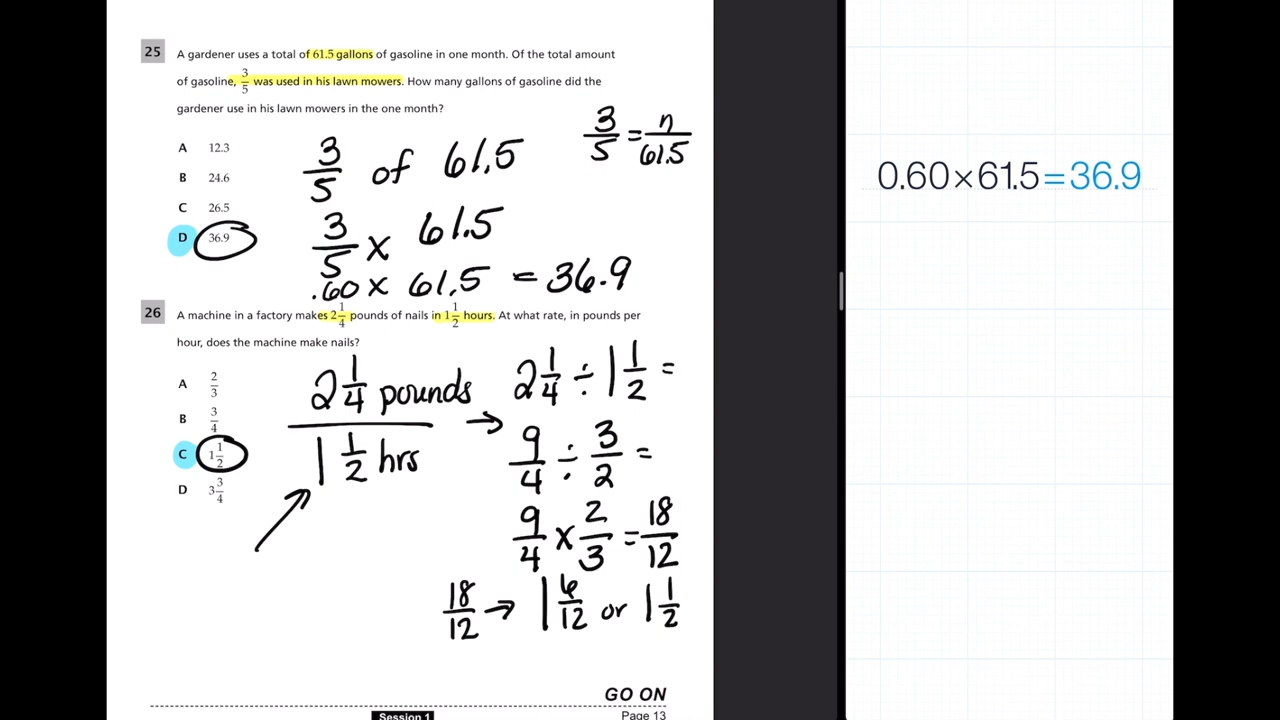 25 A gardener uses a total of 61.5 gallons of gasoline in one month. Of the total amount
of gasoline, 3/5 was used in his lawn mowers. How many gallons of gasoline did the
gardener use in his lawn mowers in the one month?
A 12.3
B 24.6
C 26.5
D 36.9
3/5 of 61.5
3/5 = n/61.5
3/5 x 61.5
.60 x 61.5 = 36.9
26 A machine in a factory makes 2 1/4 pounds of nails in 1 1/2 hours. At what rate, in pounds per
hour, does the machine make nails?
A 2/3
B 3/4
C 1 1/2
D 3 3/4
2 1/4 pounds
1 1/2 hrs
→ 2 1/4 ÷ 1 1/2 =
9/4 ÷ 3/2 =
9/4 x 2/3 = 18/12
18/12 → 1 6/12 or 1 1/2
GO ON
Session 1
Page 13
0.60×61.5=36.9